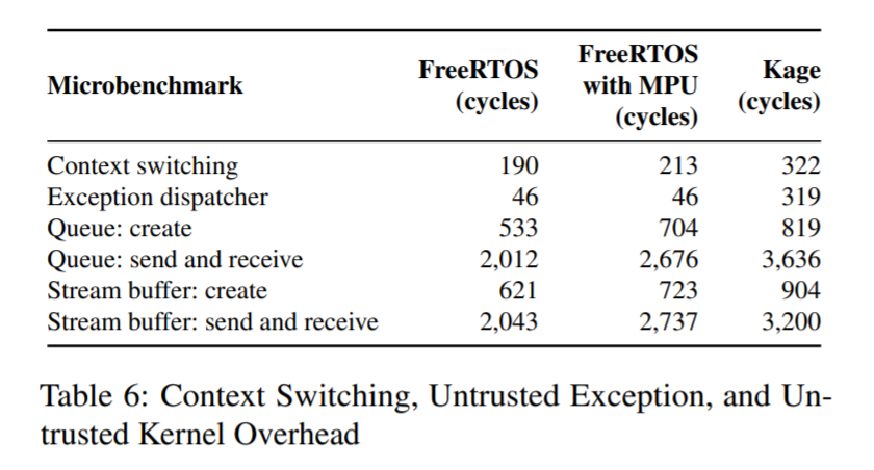 Microbenchmark FreeRTOS (cycles) FreeRTOS with MPU (cycles) Kage (cycles)
Context switching 190 213 322
Exception dispatcher 46 46 319
Queue: create 533 704 819
Queue: send and receive 2,012 2,676 3,636
Stream buffer: create 621 723 904
Stream buffer: send and receive 2,043 2,737 3,200
Table 6: Context Switching, Untrusted Exception, and Un-
trusted Kernel Overhead